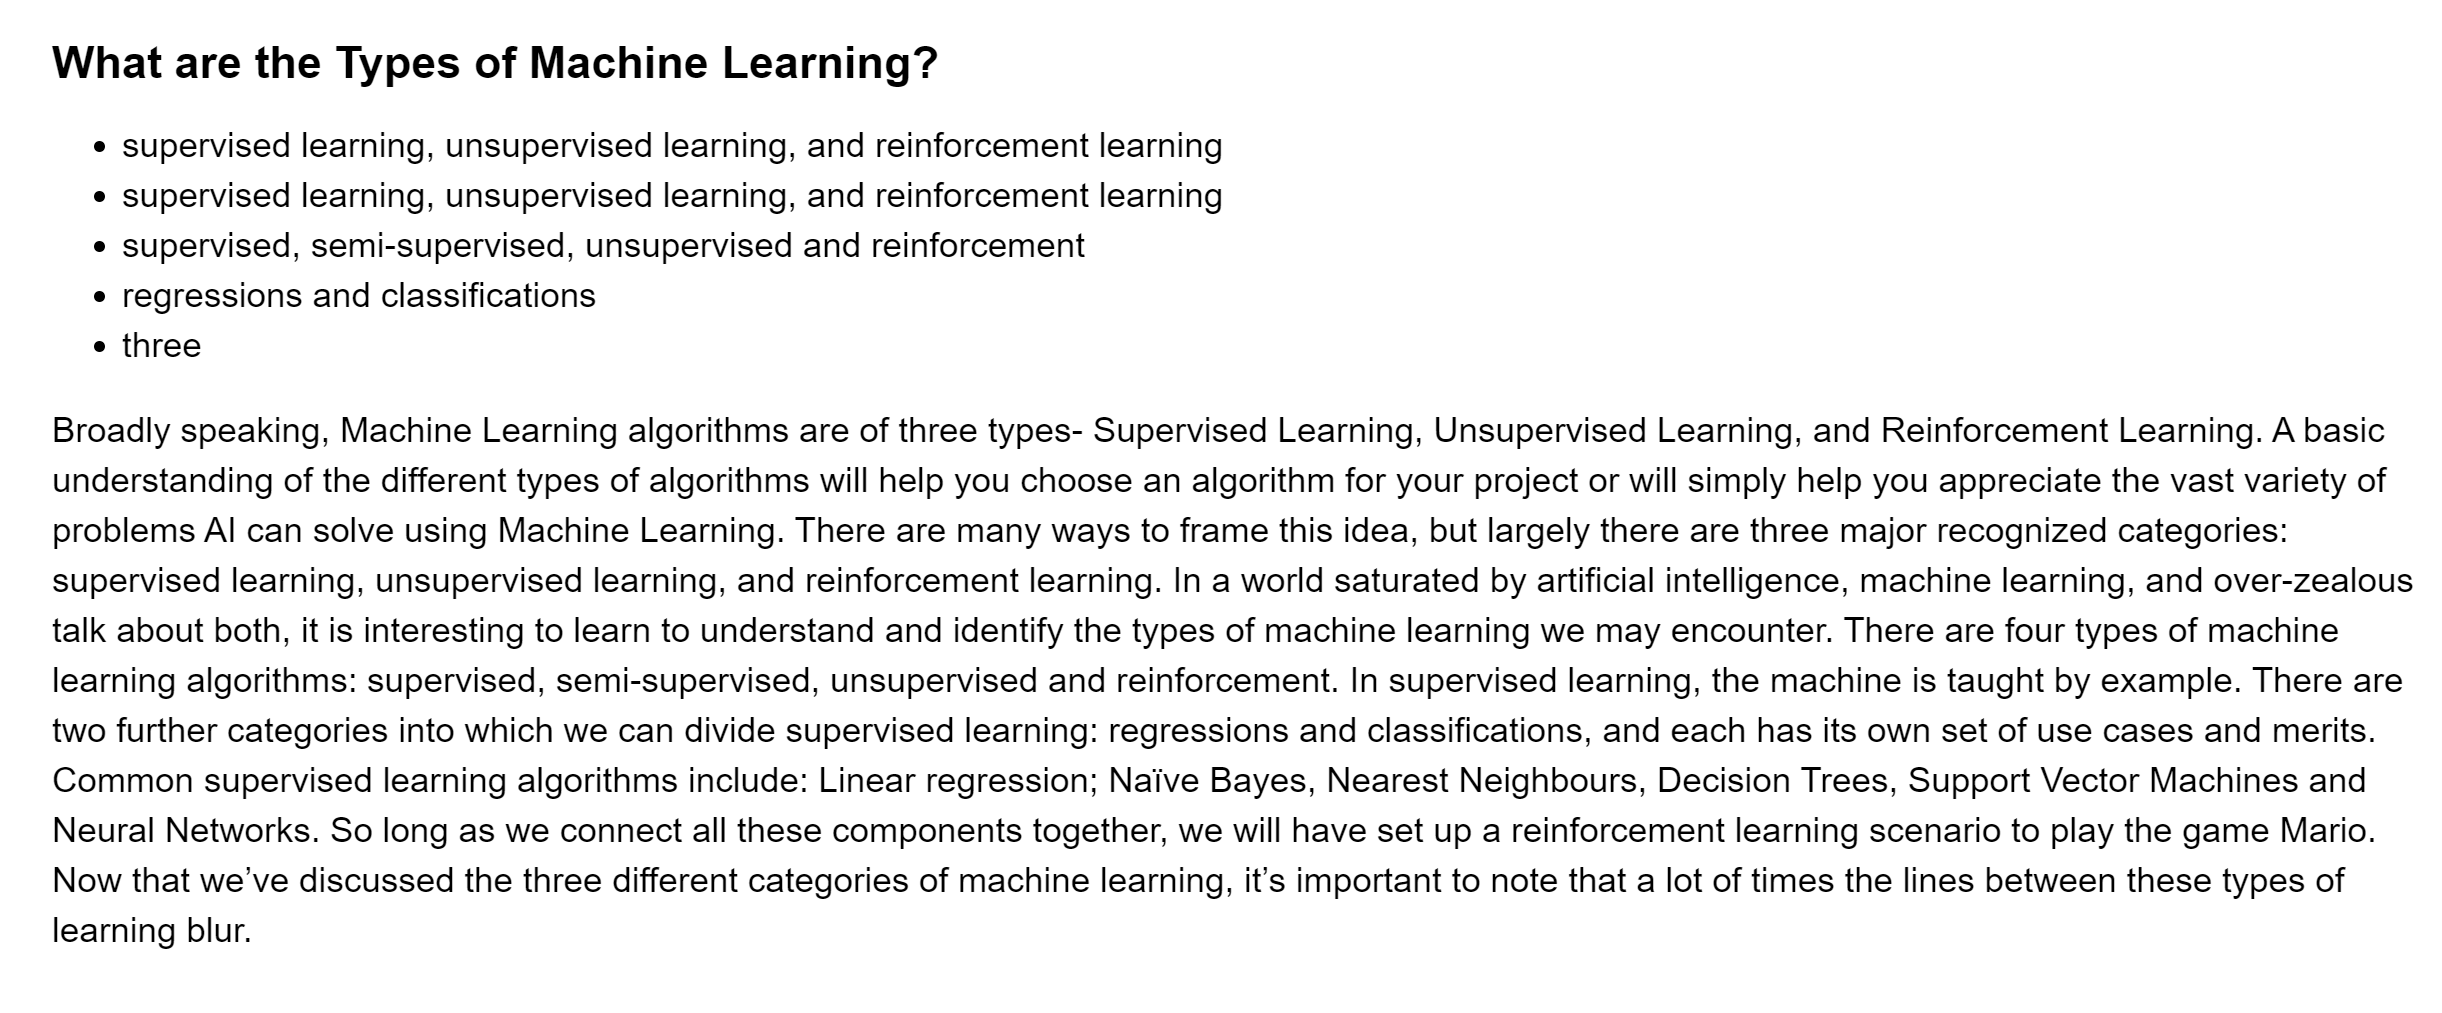 What are the Types of Machine Learning?
• supervised learning, unsupervised learning, and reinforcement learning
• supervised learning, unsupervised learning, and reinforcement learning
• supervised, semi-supervised, unsupervised and reinforcement
• regressions and classifications
• three
Broadly speaking, Machine Learning algorithms are of three types- Supervised Learning, Unsupervised Learning, and Reinforcement Learning. A basic
understanding of the different types of algorithms will help you choose an algorithm for your project or will simply help you appreciate the vast variety of
problems AI can solve using Machine Learning. There are many ways to frame this idea, but largely there are three major recognized categories:
supervised learning, unsupervised learning, and reinforcement learning. In a world saturated by artificial intelligence, machine learning, and over-zealous
talk about both, it is interesting to learn to understand and identify the types of machine learning we may encounter. There are four types of machine
learning algorithms: supervised, semi-supervised, unsupervised and reinforcement. In supervised learning, the machine is taught by example. There are
two further categories into which we can divide supervised learning: regressions and classifications, and each has its own set of use cases and merits.
Common supervised learning algorithms include: Linear regression; Naïve Bayes, Nearest Neighbours, Decision Trees, Support Vector Machines and
Neural Networks. So long as we connect all these components together, we will have set up a reinforcement learning scenario to play the game Mario.
Now that we’ve discussed the three different categories of machine learning, it’s important to note that a lot of times the lines between these types of
learning blur.